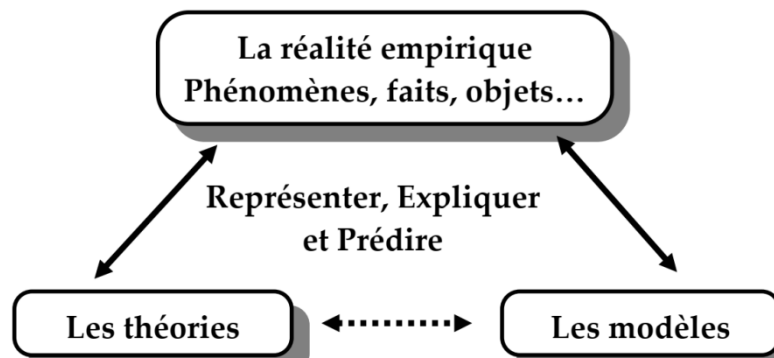 La réalité empirique
Phénomènes, faits, objets…
Représenter, Expliquer
et Prédire
Les théories
Les modèles